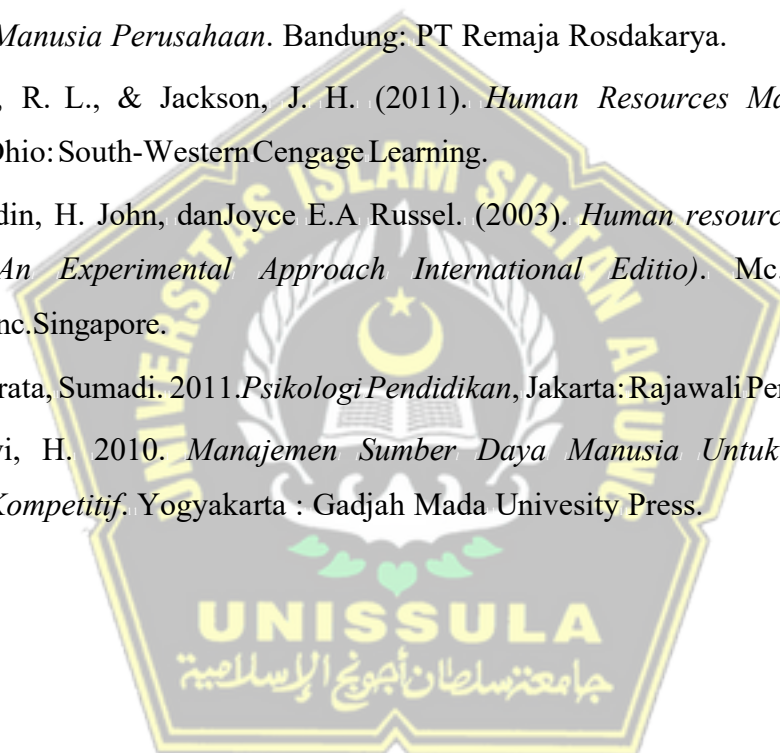 Manusia Perusahaan. Bandung: PT Remaja Rosdakarya.
, R. L., & Jackson, J. H. (2011). Human Resources Ma
Ohio: South-Western Cengage Learning.
din, H. John, danJoyce E.A Russel. (2003). Human resourc
An Experimental Approach International Editio). Mc.
nc.Singapore.
rata, Sumadi. 2011.Psikologi Pendidikan, Jakarta: Rajawali Per
vi, H. 2010. Manajemen Sumber Daya Manusia Untuk
Kompetitif. Yogyakarta : Gadjah Mada Univesity Press.
UNIVERSITAS ISLAM SULTAN AGUNG
UNISSULA
جامعة سلطان أجونج الإسلامية